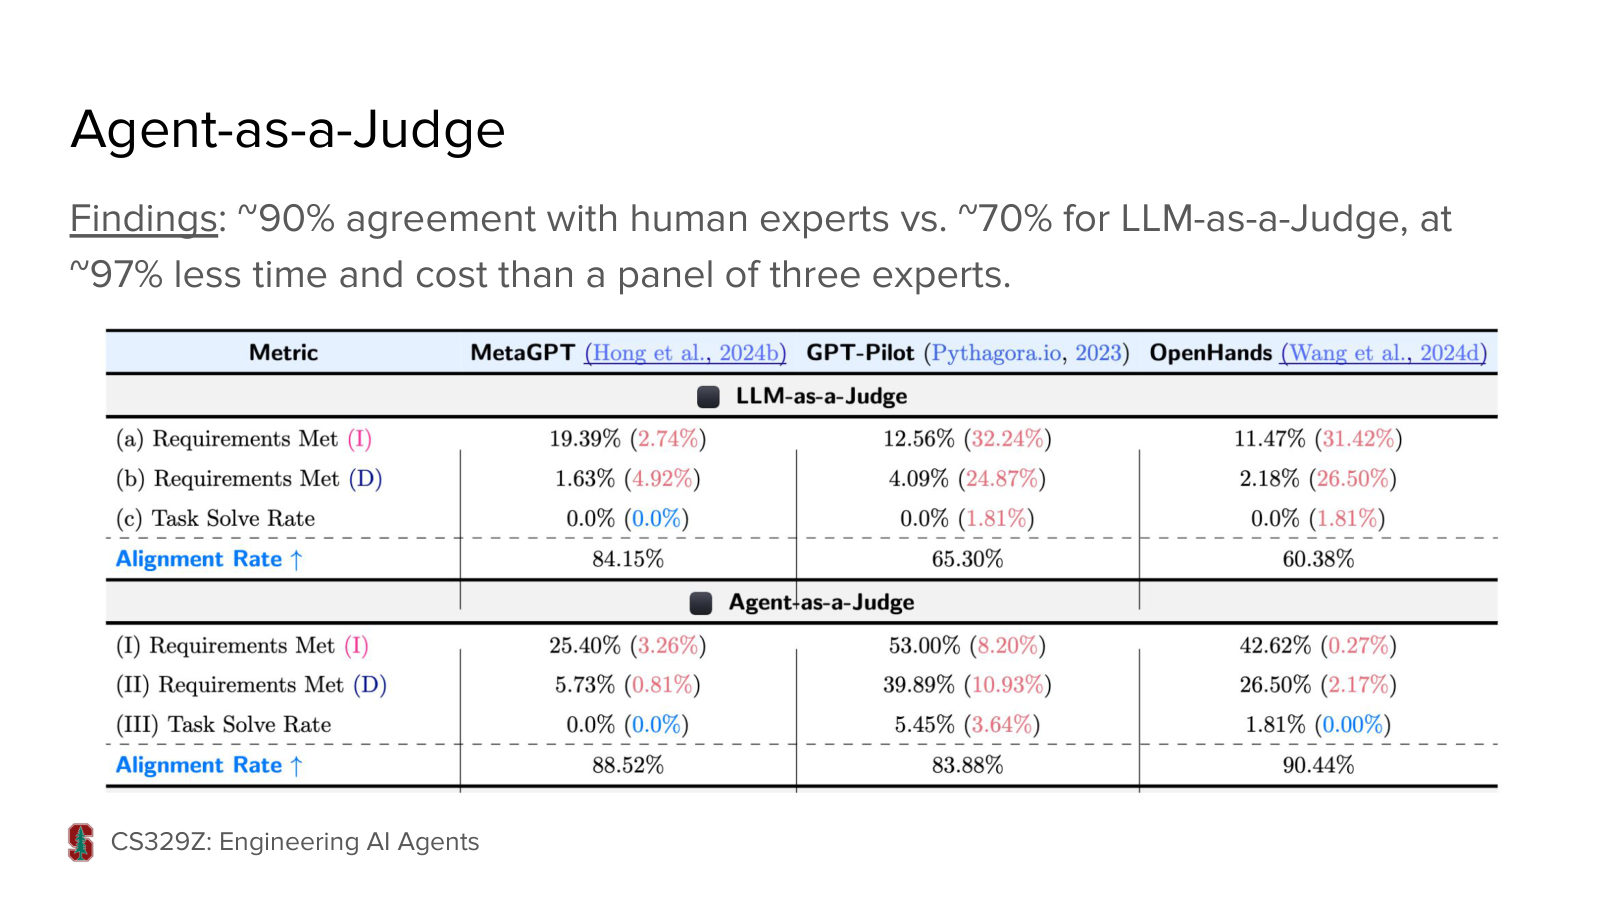 Agent-as-a-Judge
Findings: ~90% agreement with human experts vs. ~70% for LLM-as-a-Judge, at
~97% less time and cost than a panel of three experts.
Metric MetaGPT (Hong et al., 2024b) GPT-Pilot (Pythagora.io, 2023) OpenHands (Wang et al., 2024d)
LLM-as-a-Judge
(a) Requirements Met (I) 19.39% (2.74%) 12.56% (32.24%) 11.47% (31.42%)
(b) Requirements Met (D) 1.63% (4.92%) 4.09% (24.87%) 2.18% (26.50%)
(c) Task Solve Rate 0.0% (0.0%) 0.0% (1.81%) 0.0% (1.81%)
Alignment Rate ↑ 84.15% 65.30% 60.38%
Agent-as-a-Judge
(I) Requirements Met (I) 25.40% (3.26%) 53.00% (8.20%) 42.62% (0.27%)
(II) Requirements Met (D) 5.73% (0.81%) 39.89% (10.93%) 26.50% (2.17%)
(III) Task Solve Rate 0.0% (0.0%) 5.45% (3.64%) 1.81% (0.00%)
Alignment Rate ↑ 88.52% 83.88% 90.44%
CS329Z: Engineering AI Agents